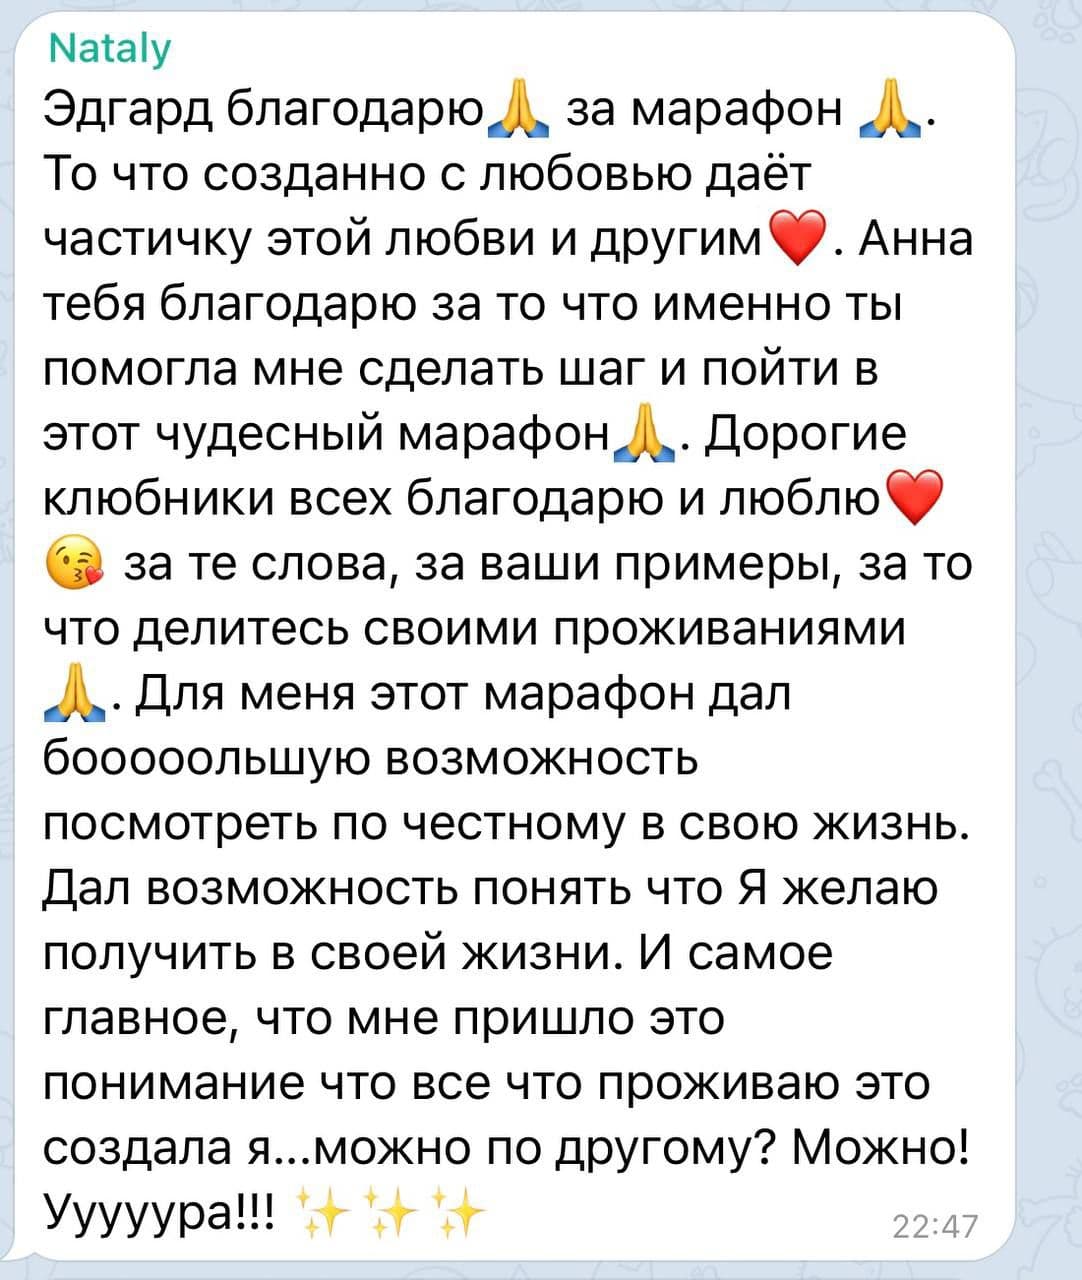 Nataly
Эдгард благодарю🙏 за марафон 🙏.
То что созданно с любовью даёт
частичку этой любви и другим❤️. Анна
тебя благодарю за то что именно ты
помогла мне сделать шаг и пойти в
этот чудесный марафон🙏. Дорогие
клюбники всех благодарю и люблю❤️
😘 за те слова, за ваши примеры, за то
что делитесь своими проживаниями
🙏. Для меня этот марафон дал
бооооольшую возможность
посмотреть по честному в свою жизнь.
Дал возможность понять что Я желаю
получить в своей жизни. И самое
главное, что мне пришло это
понимание что все что проживаю это
создала я...можно по другому? Можно!
Ууууура!!! ✨✨✨
22:47